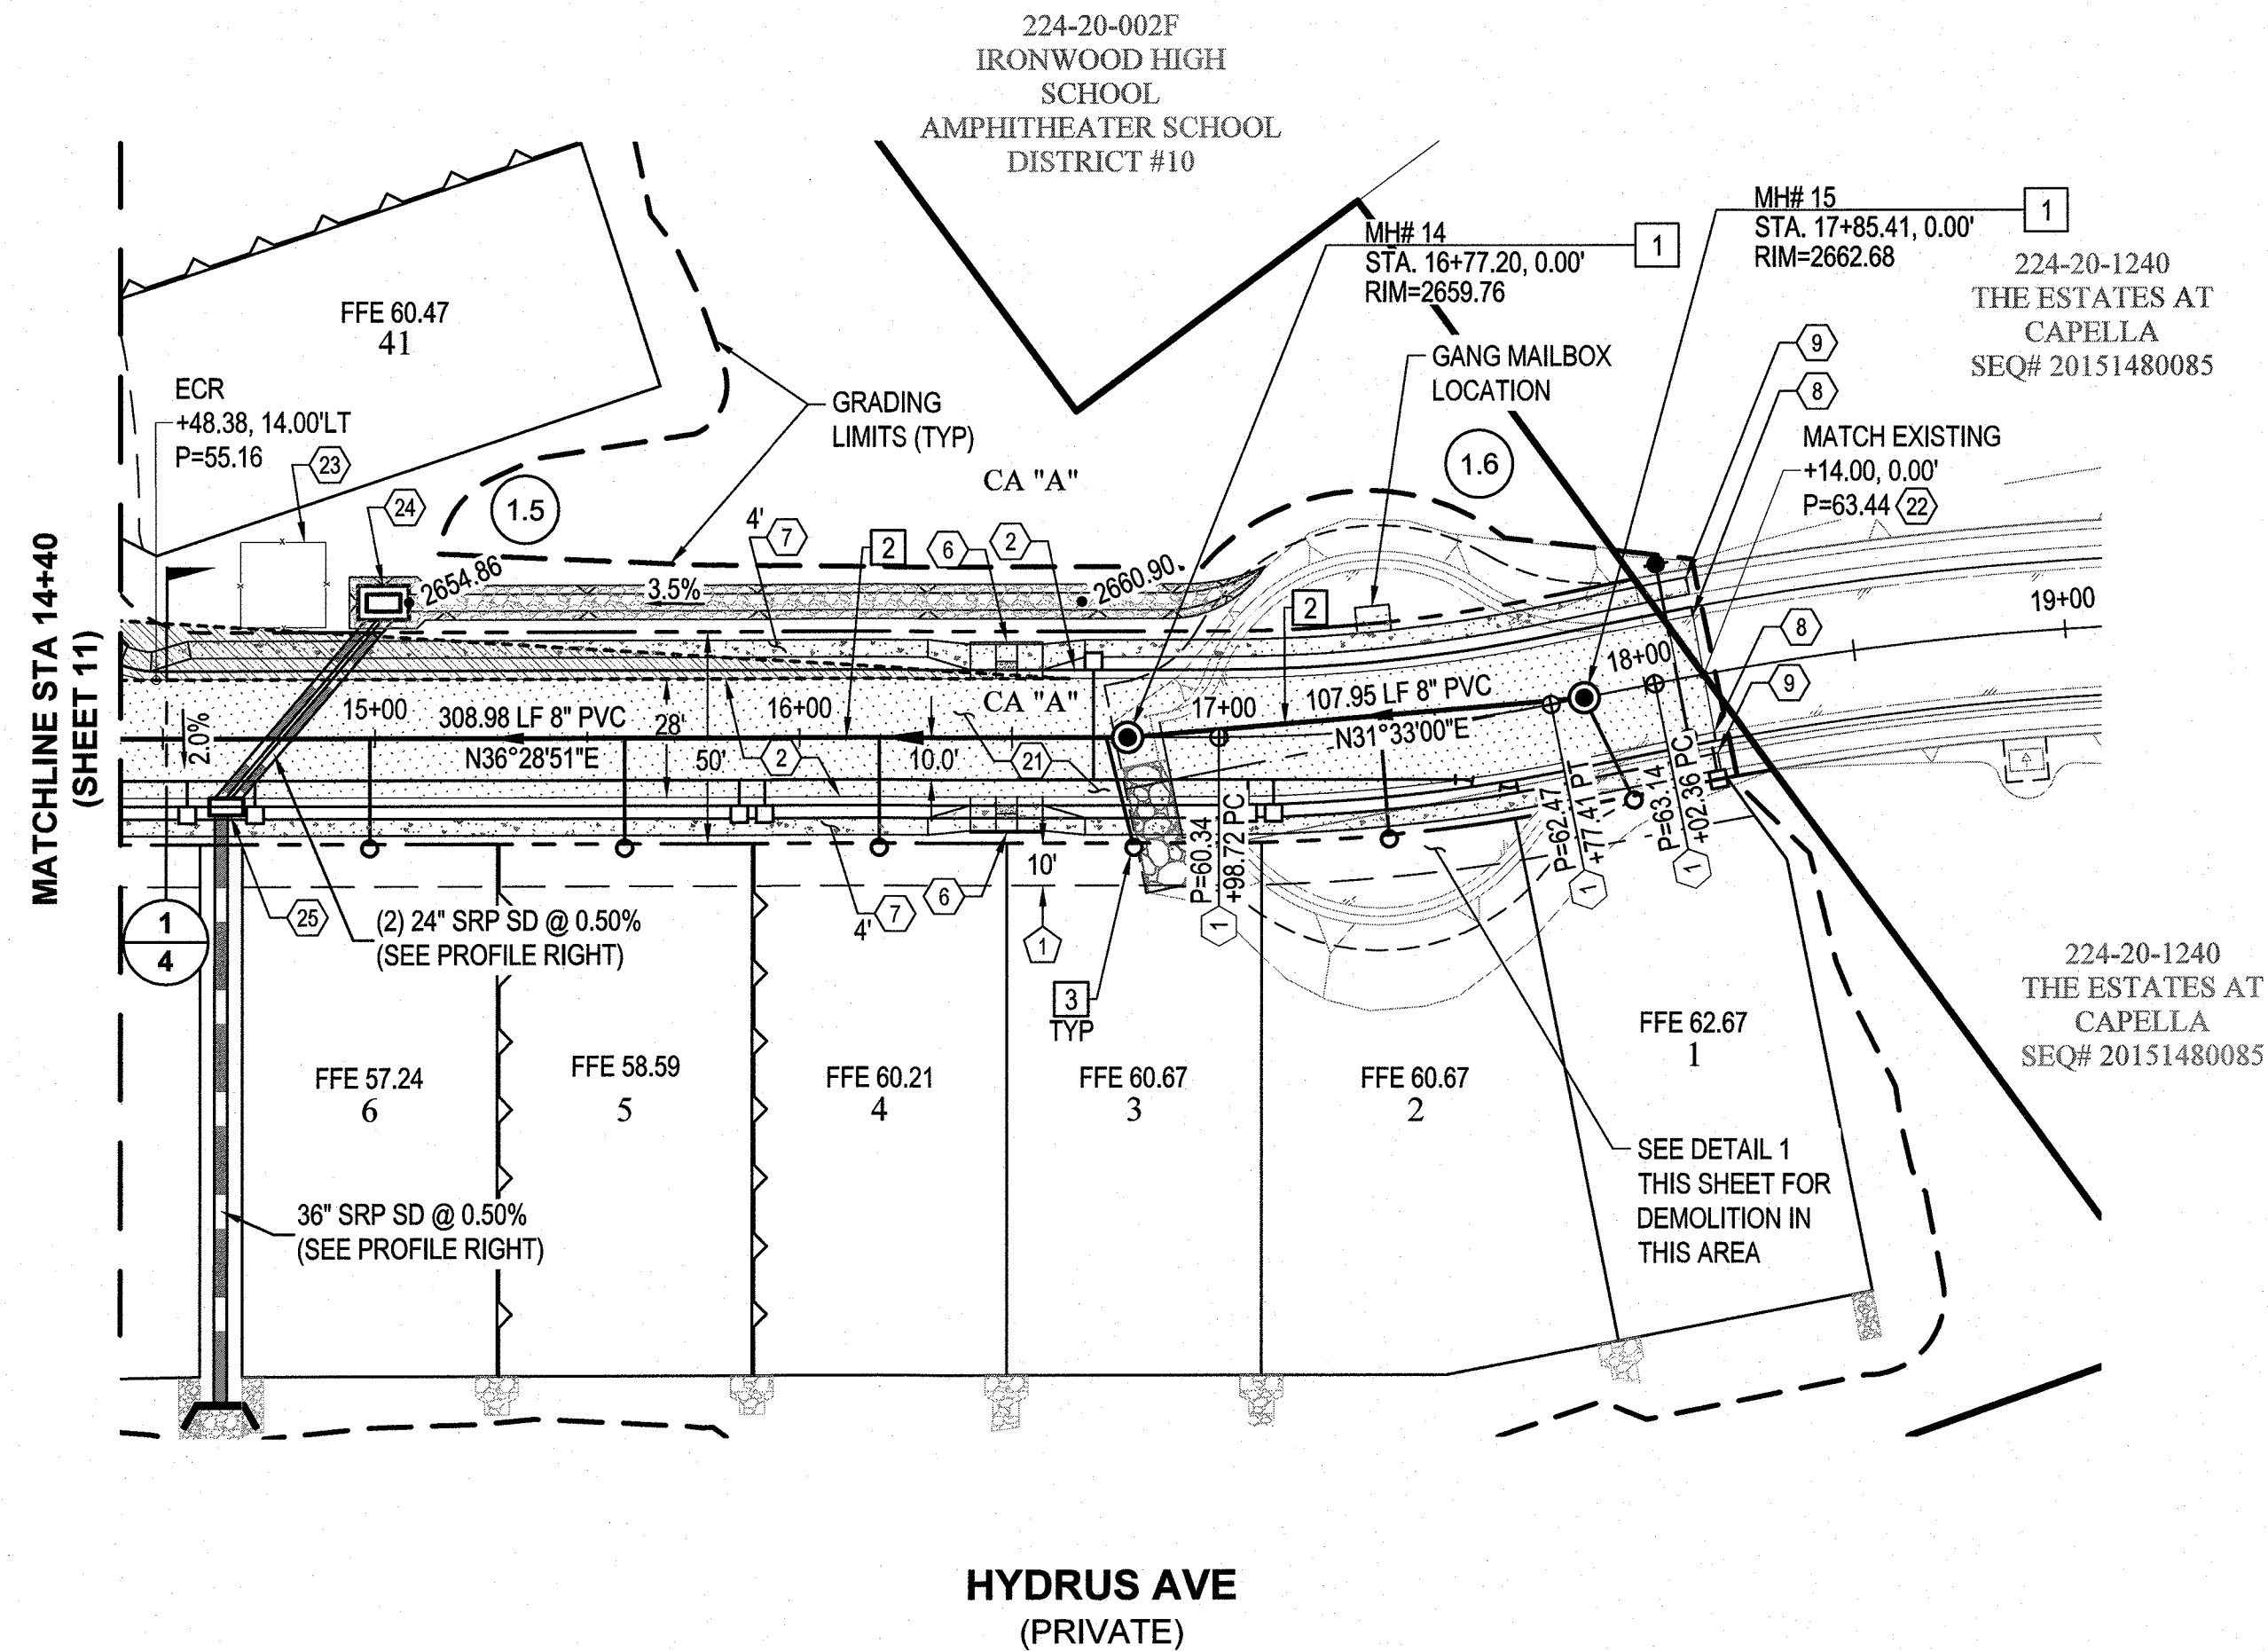 224-20-002F
IRONWOOD HIGH
SCHOOL
AMPHITHEATER SCHOOL
DISTRICT #10
MH# 14
STA. 16+77.20, 0.00'
RIM=2659.76
1
MH# 15
STA. 17+85.41, 0.00'
RIM=2662.68
1
224-20-1240
THE ESTATES AT
CAPELLA
SEQ# 20151480085
FFE 60.47
41
ECR
+48.38, 14.00'LT
P=55.16
23
24
GRADING
LIMITS (TYP)
GANG MAILBOX
LOCATION
9
8
MATCH EXISTING
+14.00, 0.00'
P=63.44
22
1.5
1.6
CA "A"
4'
7
2
6
2
2654.86
3.5%
2660.90
2
19+00
8
9
MATCHLINE STA 14+40
(SHEET 11)
2.0%
15+00
308.98 LF 8" PVC
N36°28'51"E
28'
50'
16+00
2
10.0'
CA "A"
21
17+00
107.95 LF 8" PVC
N31°33'00"E
18+00
P=60.34
+98.72 PC
1
P=62.47
+77.41 PT
1
P=63.14
+02.36 PC
1
1
4
25
(2) 24" SRP SD @ 0.50%
(SEE PROFILE RIGHT)
4'
7
6
10'
1
3
TYP
224-20-1240
THE ESTATES AT
CAPELLA
SEQ# 20151480085
FFE 57.24
6
FFE 58.59
5
FFE 60.21
4
FFE 60.67
3
FFE 60.67
2
FFE 62.67
1
SEE DETAIL 1
THIS SHEET FOR
DEMOLITION IN
THIS AREA
36" SRP SD @ 0.50%
(SEE PROFILE RIGHT)
HYDRUS AVE
(PRIVATE)